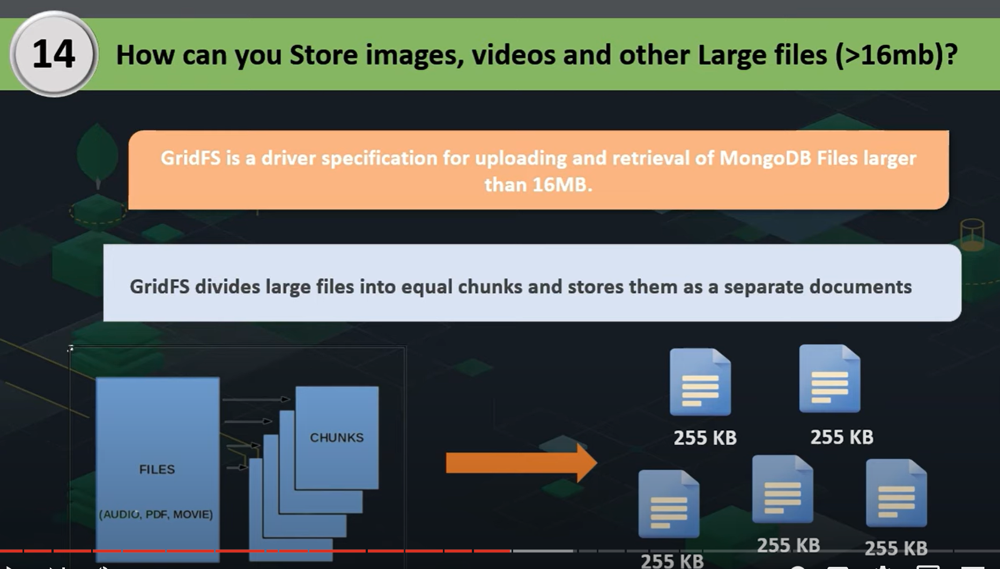 14
How can you Store images, videos and other Large files (>16mb)?
GridFS is a driver specification for uploading and retrieval of MongoDB Files larger
than 16MB.
GridFS divides large files into equal chunks and stores them as a separate documents
FILES
(AUDIO, PDF, MOVIE)
CHUNKS
255 KB
255 KB
255 KB
255 KB
255 KB